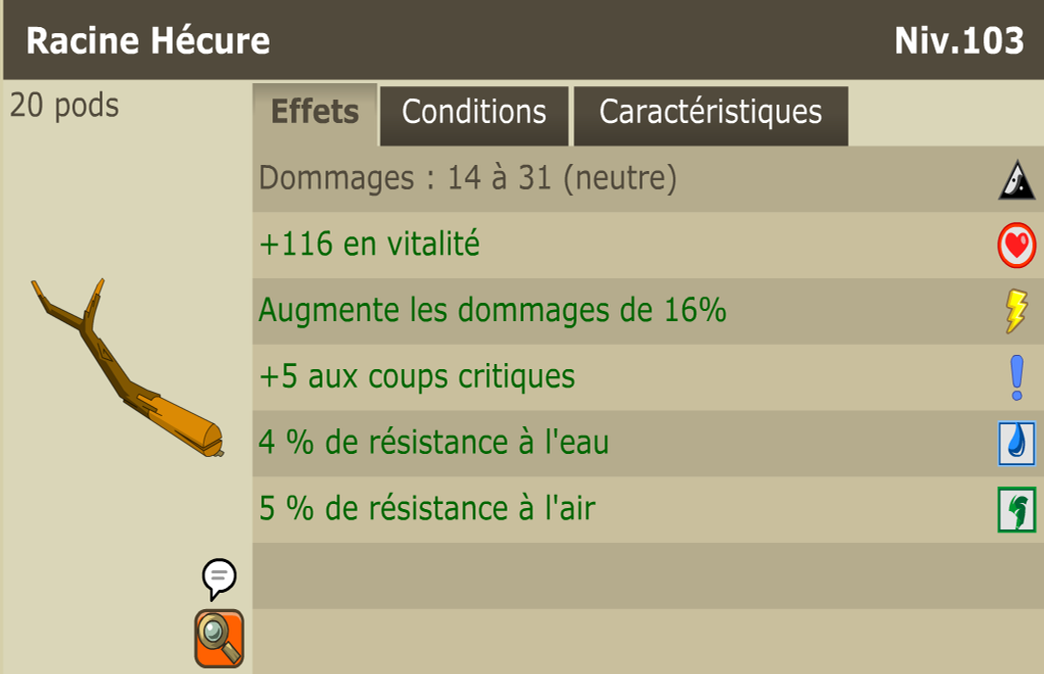 Racine Hécure
Niv.103
20 pods
Effets
Conditions
Caractéristiques
Dommages : 14 à 31 (neutre)
+116 en vitalité
Augmente les dommages de 16%
+5 aux coups critiques
4 % de résistance à l'eau
5 % de résistance à l'air